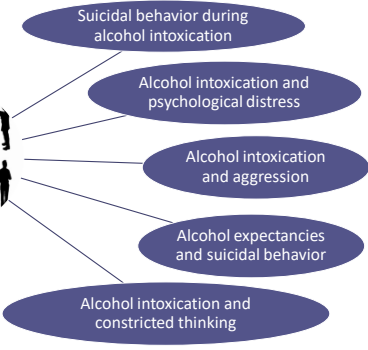 Suicidal behavior during
alcohol intoxication
Alcohol intoxication and
psychological distress
Alcohol intoxication
and aggression
Alcohol expectancies
and suicidal behavior
Alcohol intoxication and
constricted thinking